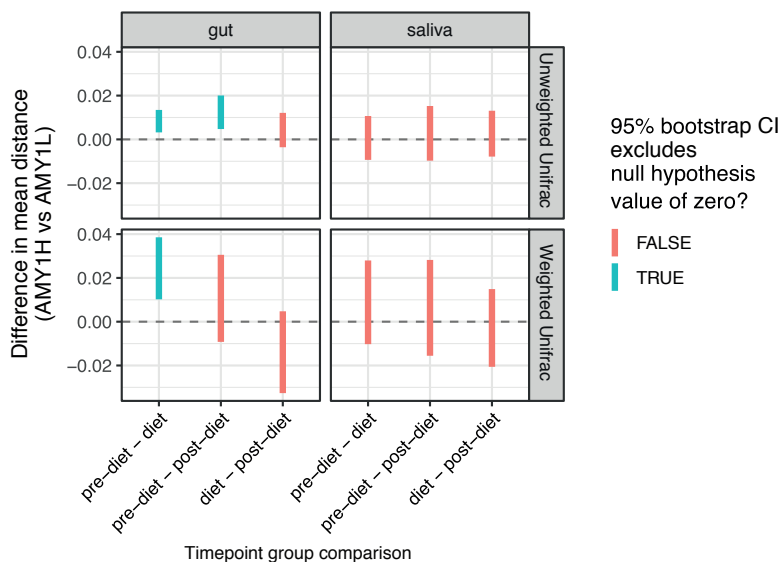 gut
saliva
0.04
0.02
0.00
−0.02
Unweighted Unifrac
0.04
0.02
0.00
−0.02
Weighted Unifrac
Difference in mean distance
(AMY1H vs AMY1L)
pre−diet − diet
pre−diet − post−diet
diet − post−diet
pre−diet − diet
pre−diet − post−diet
diet − post−diet
Timepoint group comparison
95% bootstrap CI
excludes
null hypothesis
value of zero?
FALSE
TRUE